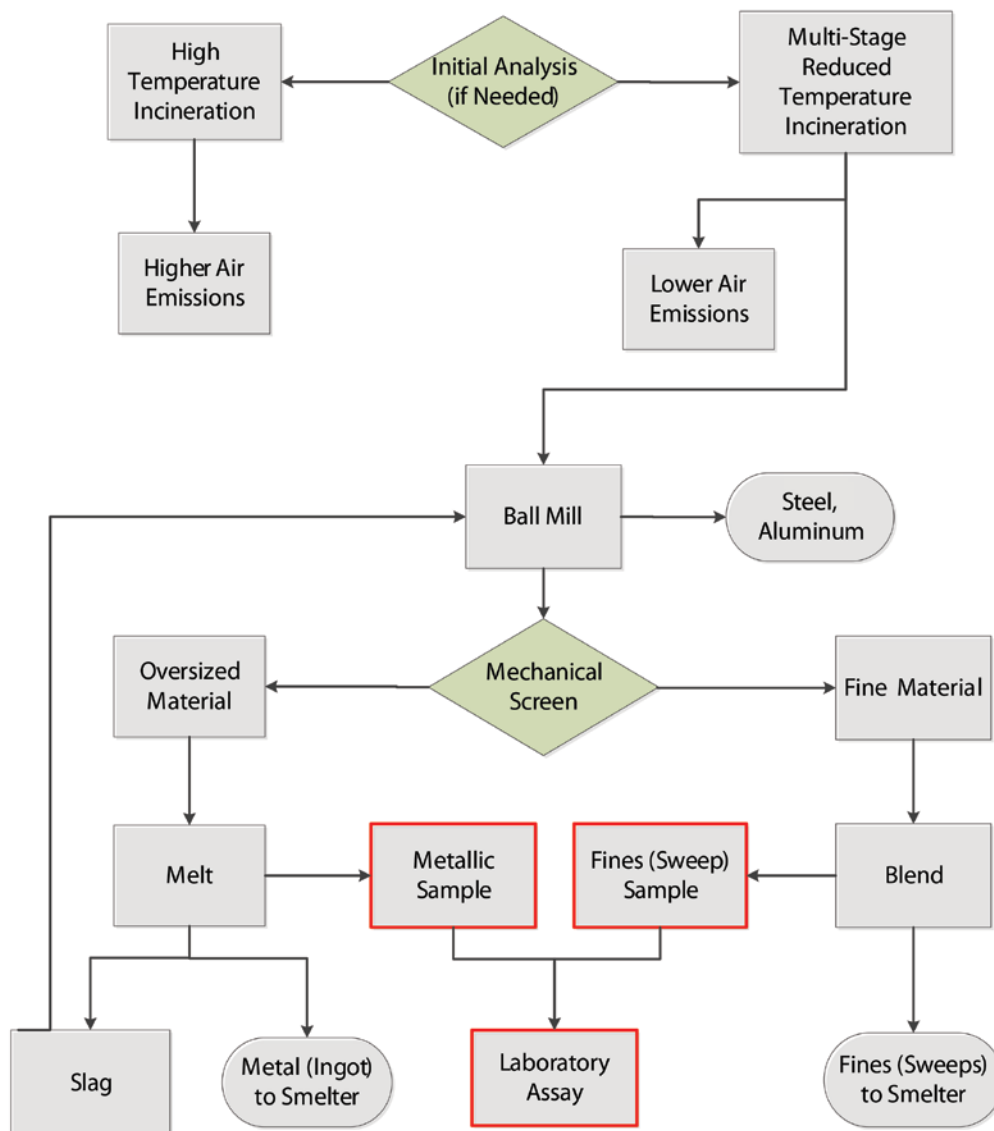 High
Temperature
Incineration
Initial Analysis
(if Needed)
Multi-Stage
Reduced
Temperature
Incineration
Higher Air
Emissions
Lower Air
Emissions
Ball Mill
Steel,
Aluminum
Oversized
Material
Mechanical
Screen
Fine Material
Melt
Metallic
Sample
Fines (Sweep)
Sample
Blend
Slag
Metal (Ingot)
to Smelter
Laboratory
Assay
Fines (Sweeps)
to Smelter